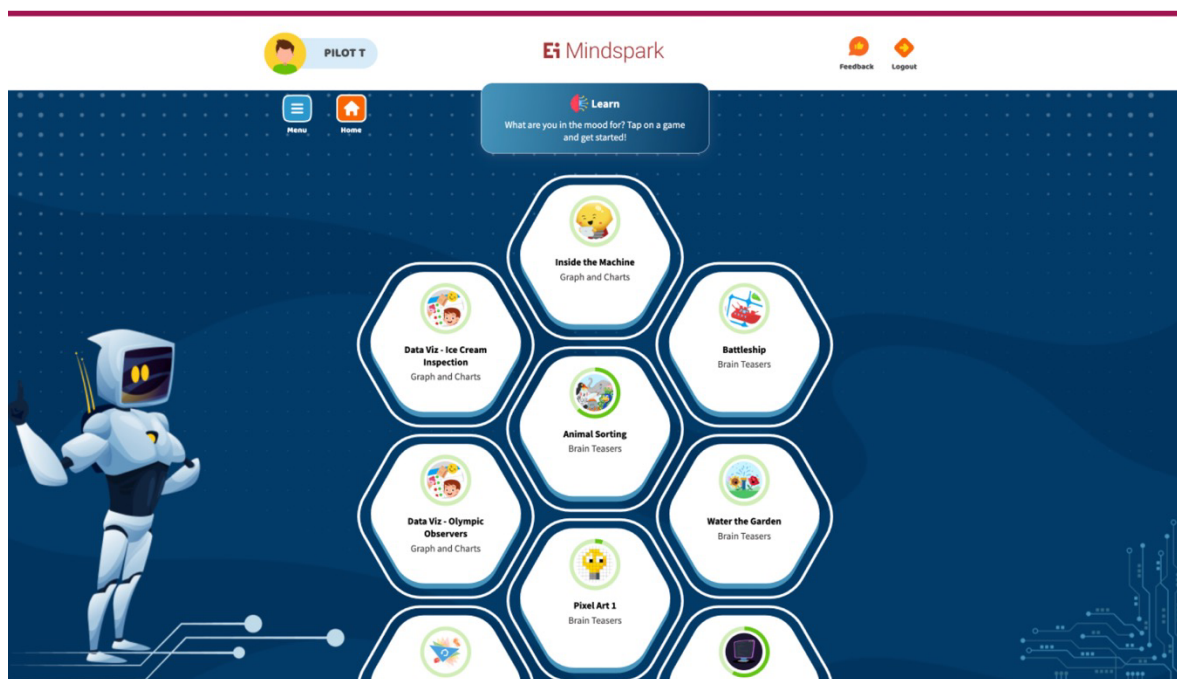 PILOT T
Ei Mindspark
Feedback
Logout
Menu
Home
Learn
What are you in the mood for? Tap on a game
and get started!
Inside the Machine
Graph and Charts
Data Viz - Ice Cream
Inspection
Graph and Charts
Battleship
Brain Teasers
Animal Sorting
Brain Teasers
Data Viz - Olympic
Observers
Graph and Charts
Water the Garden
Brain Teasers
Pixel Art 1
Brain Teasers